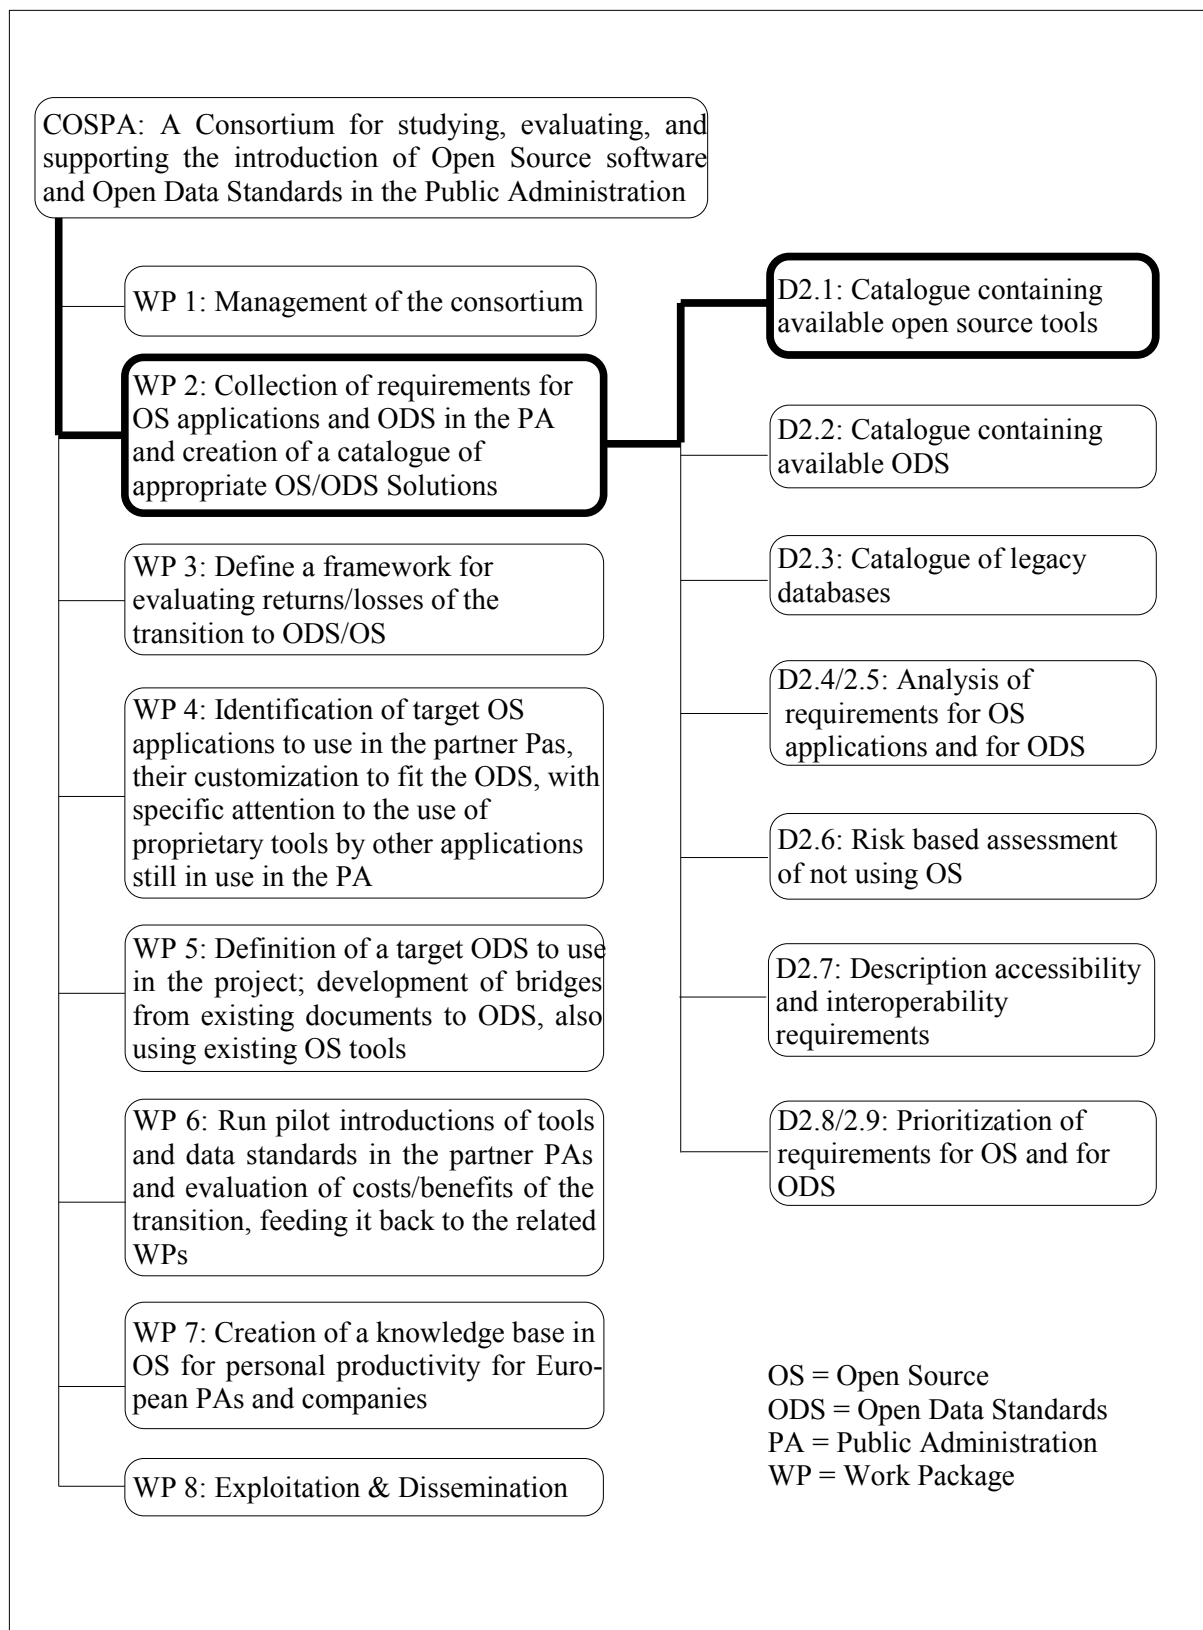 COSPA: A Consortium for studying, evaluating, and
supporting the introduction of Open Source software
and Open Data Standards in the Public Administration
WP 1: Management of the consortium
WP 2: Collection of requirements for
OS applications and ODS in the PA
and creation of a catalogue of
appropriate OS/ODS Solutions
WP 3: Define a framework for
evaluating returns/losses of the
transition to ODS/OS
WP 4: Identification of target OS
applications to use in the partner Pas,
their customization to fit the ODS, with
specific attention to the use of
proprietary tools by other applications
still in use in the PA
WP 5: Definition of a target ODS to use
in the project; development of bridges
from existing documents to ODS, also
using existing OS tools
WP 6: Run pilot introductions of tools
and data standards in the partner PAs
and evaluation of costs/benefits of the
transition, feeding it back to the related
WPs
WP 7: Creation of a knowledge base in
OS for personal productivity for Euro-
pean PAs and companies
WP 8: Exploitation & Dissemination
D2.1: Catalogue containing
available open source tools
D2.2: Catalogue containing
available ODS
D2.3: Catalogue of legacy
databases
D2.4/2.5: Analysis of
requirements for OS
applications and for ODS
D2.6: Risk based assessment
of not using OS
D2.7: Description accessibility
and interoperability
requirements
D2.8/2.9: Prioritization of
requirements for OS and for
ODS
OS = Open Source
ODS = Open Data Standards
PA = Public Administration
WP = Work Package